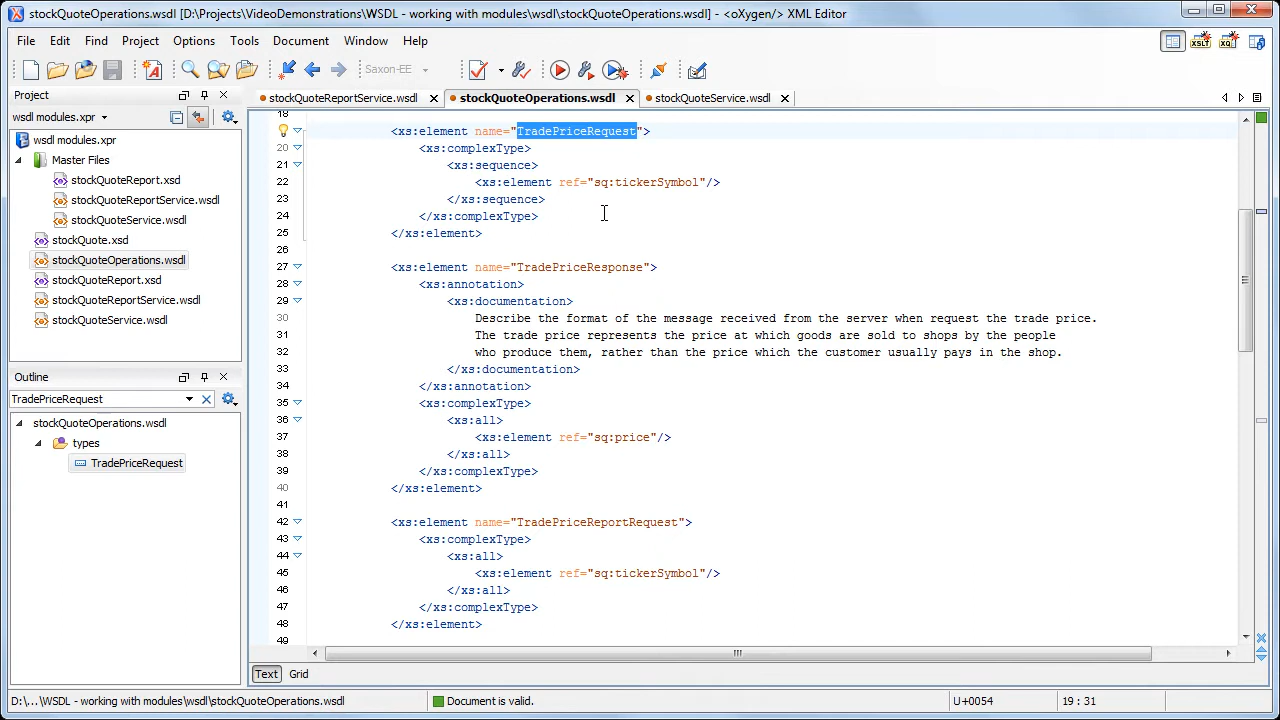 stockQuoteOperations.wsdl [D:\Projects\VideoDemonstrations\WSDL - working with modules\wsdl\stockQuoteOperations.wsdl] - <oXygen/> XML Editor
File Edit Find Project Options Tools Document Window Help
XSLT XQ
Saxon-EE
Project
wsdl modules.xpr
wsdl modules.xpr
Master Files
stockQuoteReport.xsd
stockQuoteReportService.wsdl
stockQuoteService.wsdl
stockQuote.xsd
stockQuoteOperations.wsdl
stockQuoteReport.xsd
stockQuoteReportService.wsdl
stockQuoteService.wsdl
Outline
TradePriceRequest
stockQuoteOperations.wsdl
types
TradePriceRequest
stockQuoteReportService.wsdl stockQuoteOperations.wsdl stockQuoteService.wsdl
18
<xs:element name="TradePriceRequest">
20 <xs:complexType>
21 <xs:sequence>
22 <xs:element ref="sq:tickerSymbol"/>
23 </xs:sequence>
24 </xs:complexType>
25 </xs:element>
26
27 <xs:element name="TradePriceResponse">
28 <xs:annotation>
29 <xs:documentation>
30 Describe the format of the message received from the server when request the trade price.
31 The trade price represents the price at which goods are sold to shops by the people
32 who produce them, rather than the price which the customer usually pays in the shop.
33 </xs:documentation>
34 </xs:annotation>
35 <xs:complexType>
36 <xs:all>
37 <xs:element ref="sq:price"/>
38 </xs:all>
39 </xs:complexType>
40 </xs:element>
41
42 <xs:element name="TradePriceReportRequest">
43 <xs:complexType>
44 <xs:all>
45 <xs:element ref="sq:tickerSymbol"/>
46 </xs:all>
47 </xs:complexType>
48 </xs:element>
49
Text Grid
D:\...\WSDL - working with modules\wsdl\stockQuoteOperations.wsdl Document is valid. U+0054 19 : 31